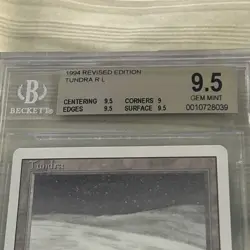 1994 REVISED EDITION
TUNDRA R L
CENTERING 9.5 CORNERS 9
EDGES 9.5 SURFACE 9.5
9.5
GEM MINT
0010728039
BECKETT
Tundra